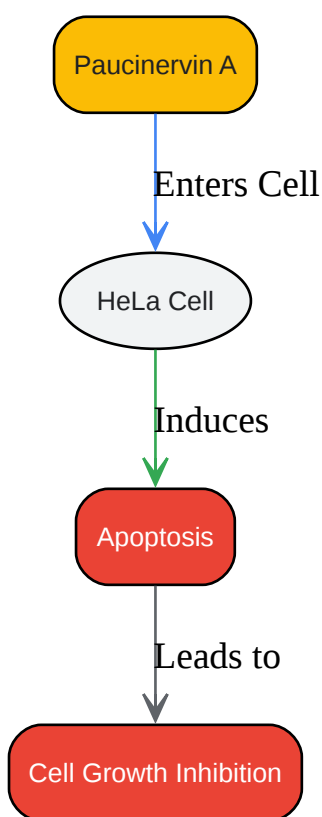 Paucinervin A
Enters Cell
HeLa Cell
Induces
Apoptosis
Leads to
Cell Growth Inhibition